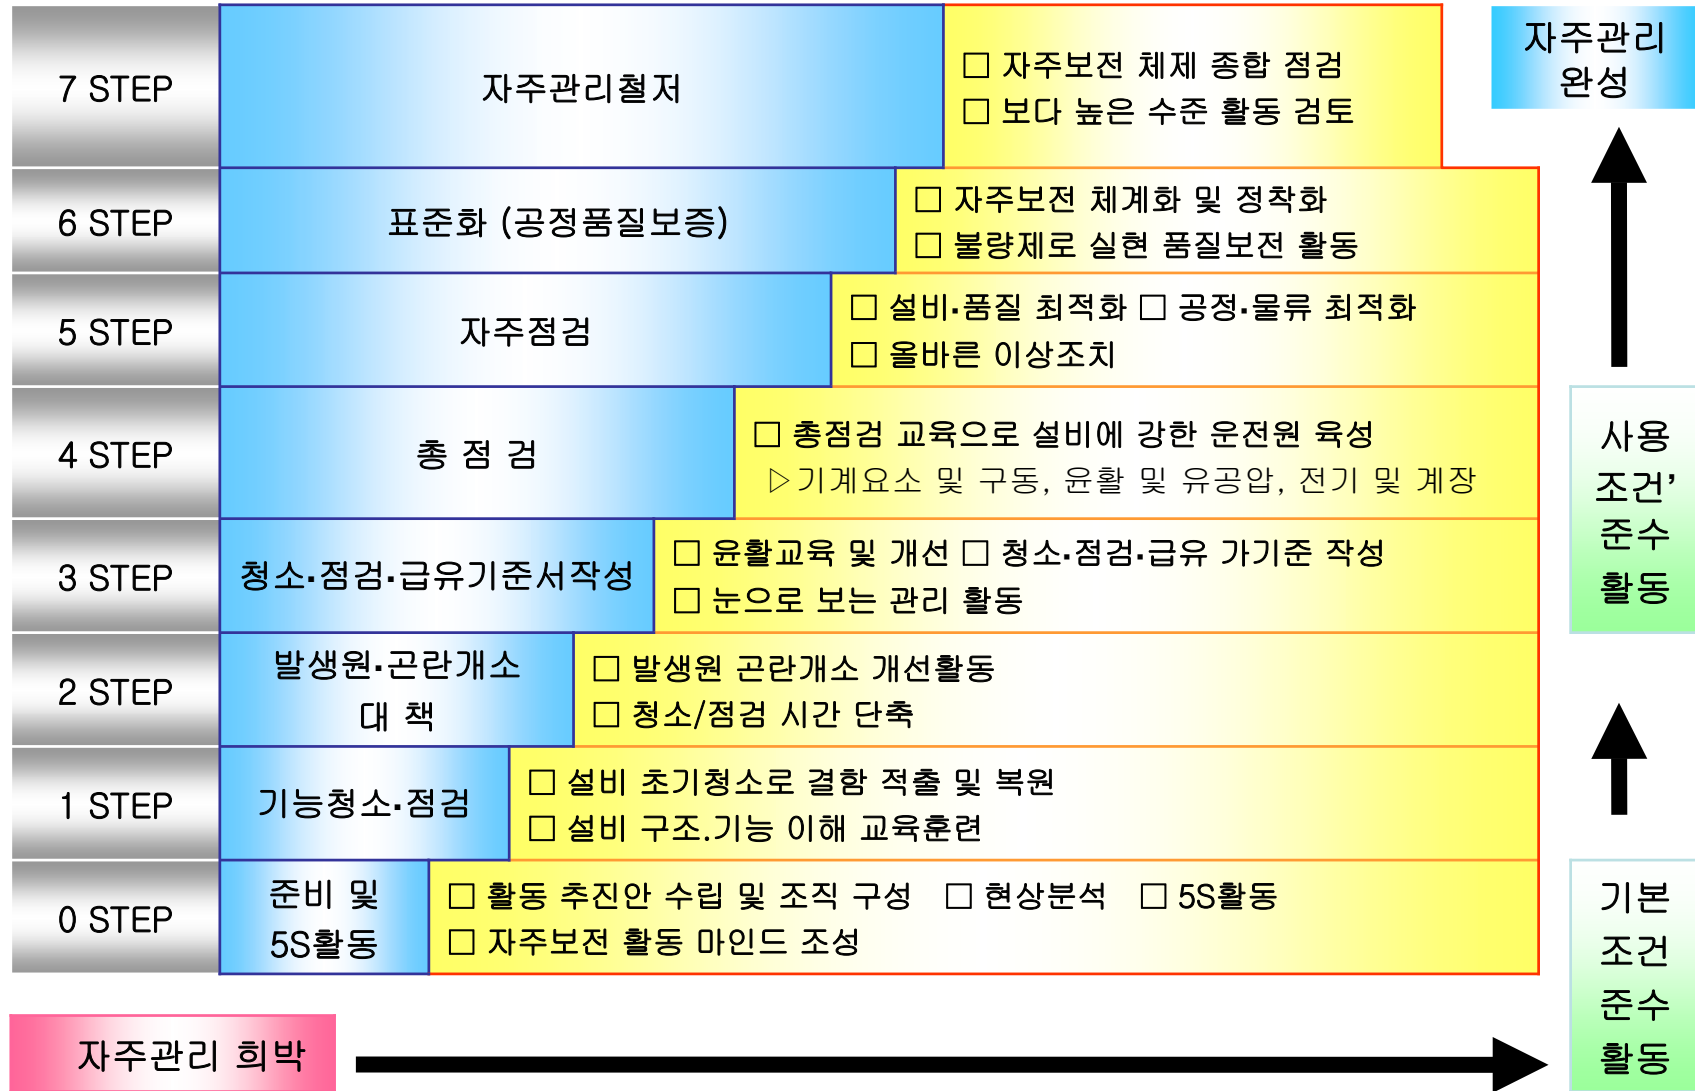 7 STEP
자주관리철저
□ 자주보전 체제 종합 점검
□ 보다 높은 수준 활동 검토
자주관리
완성
6 STEP
표준화 (공정품질보증)
□ 자주보전 체계화 및 정착화
□ 불량제로 실현 품질보전 활동
5 STEP
자주점검
□ 설비·품질 최적화 □ 공정·물류 최적화
□ 올바른 이상조치
4 STEP
총 점 검
□ 총점검 교육으로 설비에 강한 운전원 육성
▷기계요소 및 구동, 윤활 및 유공압, 전기 및 계장
사용
조건’
준수
활동
3 STEP
청소·점검·급유기준서작성
□ 윤활교육 및 개선 □ 청소·점검·급유 가기준 작성
□ 눈으로 보는 관리 활동
2 STEP
발생원·곤란개소
대 책
□ 발생원 곤란개소 개선활동
□ 청소/점검 시간 단축
1 STEP
기능청소·점검
□ 설비 초기청소로 결함 적출 및 복원
□ 설비 구조.기능 이해 교육훈련
0 STEP
준비 및
5S활동
□ 활동 추진안 수립 및 조직 구성 □ 현상분석 □ 5S활동
□ 자주보전 활동 마인드 조성
기본
조건
준수
활동
자주관리 희박